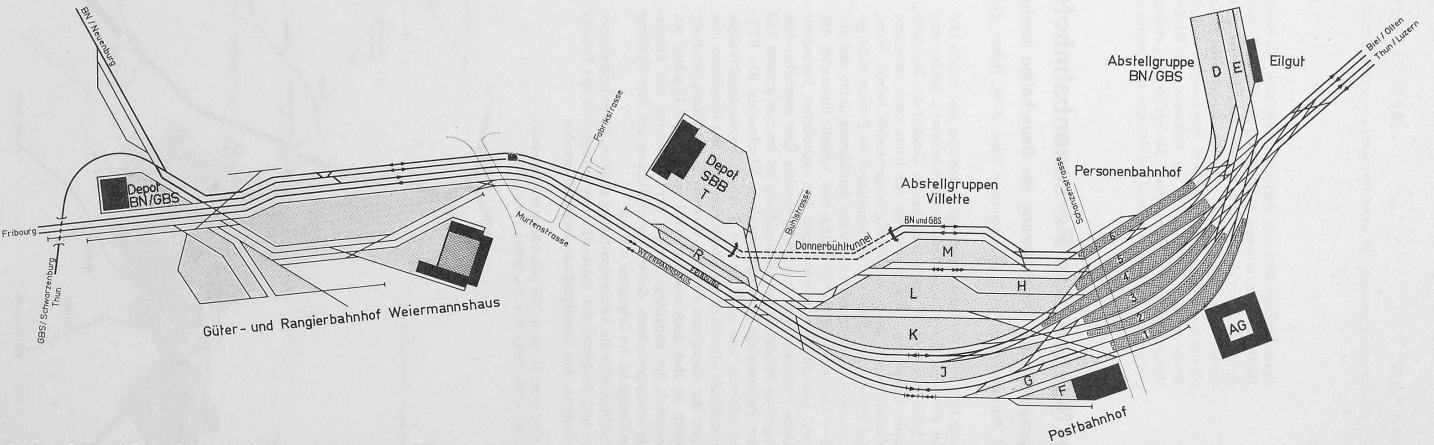 BN/Neuenburg
Fribourg
GBS/Schwarzenburg
Thun
Depot
BN/GBS
Güter- und Rangierbahnhof Weiermannshaus
Murtenstrasse
Fabrikstrasse
Depot
SBB
T
R
WEIERMANNSHAUS
FRIBOURG
Bühlstrasse
Donnerbühltunnel
Abstellgruppen
Villette
BN und GBS
M
L
H
K
J
G
F
Postbahnhof
Schanzenstrasse
Personenbahnhof
6
5
4
3
2
1
AG
Abstellgruppe
BN/GBS
D
E
Eilgut
Biel/Olten
Thun/Luzern